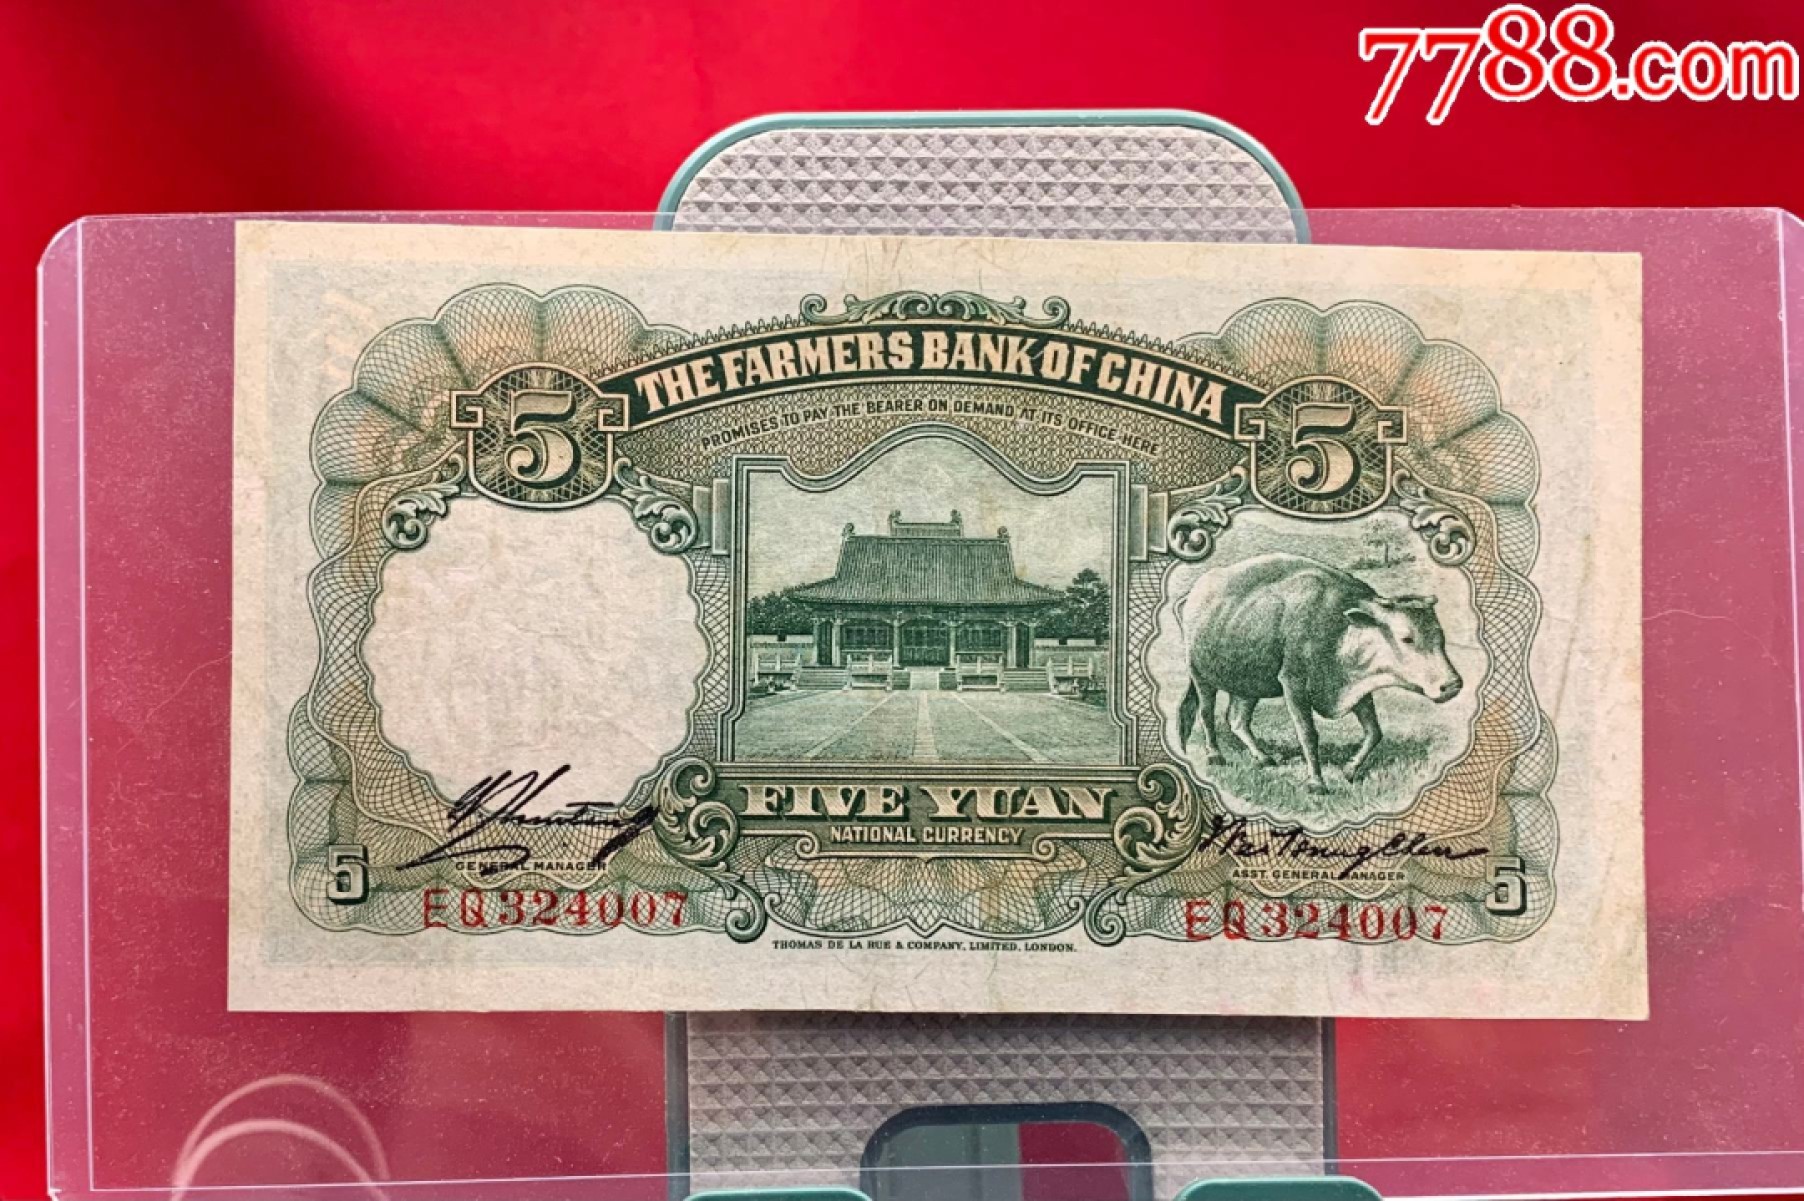 7788.com
THE FARMERS BANK OF CHINA
PROMISES TO PAY THE BEARER ON DEMAND AT ITS OFFICE HERE
5
5
FIVE YUAN
NATIONAL CURRENCY
GENERAL MANAGER
ASST. GENERAL MANAGER
5
5
EQ324007
EQ324007
THOMAS DE LA RUE & COMPANY, LIMITED, LONDON.